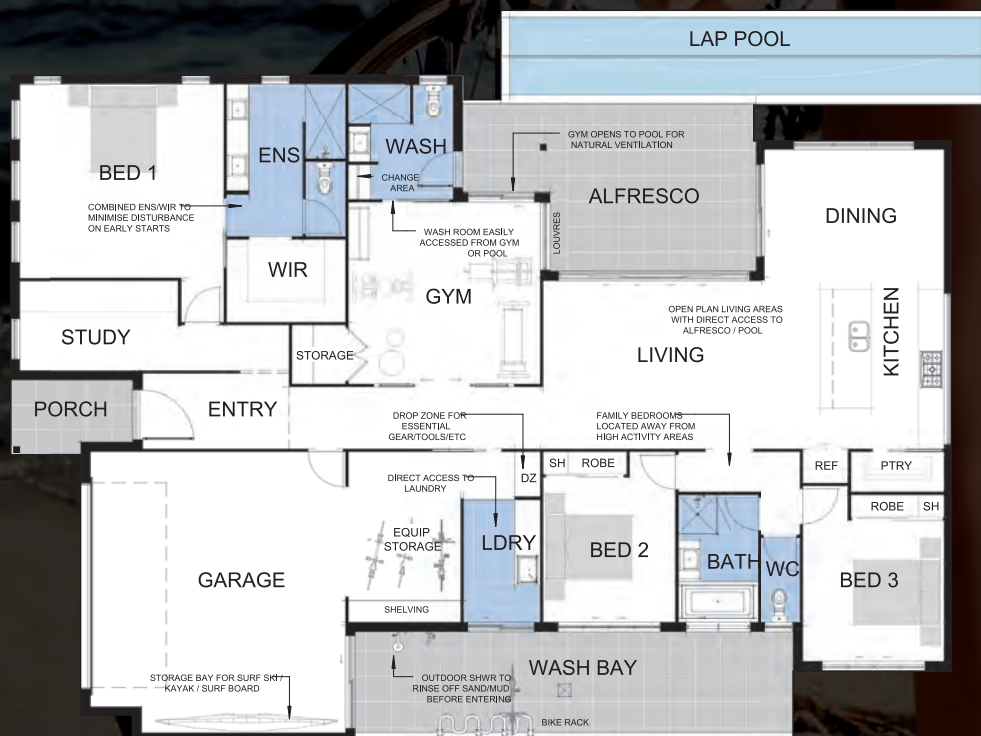 LAP POOL
GYM OPENS TO POOL FOR
NATURAL VENTILATION
WASH
ENS
BED 1
CHANGE
AREA
ALFRESCO
COMBINED ENS/WIR TO
MINIMISE DISTURBANCE
ON EARLY STARTS
DINING
LOUVRES
WASH ROOM EASILY
ACCESSED FROM GYM
OR POOL
WIR
GYM
OPEN PLAN LIVING AREAS
WITH DIRECT ACCESS TO
ALFRESCO / POOL
KITCHEN
STUDY
STORAGE
LIVING
PORCH
ENTRY
DROP ZONE FOR
ESSENTIAL
GEAR/TOOLS/ETC
FAMILY BEDROOMS
LOCATED AWAY FROM
HIGH ACTIVITY AREAS
SH
ROBE
REF
PTRY
DIRECT ACCESS TO
LAUNDRY
DZ
ROBE
SH
EQUIP
STORAGE
LDRY
BED 2
BATH
WC
BED 3
GARAGE
SHELVING
WASH BAY
STORAGE BAY FOR SURF SKI /
KAYAK / SURF BOARD
OUTDOOR SHWR TO
RINSE OFF SAND/MUD
BEFORE ENTERING
BIKE RACK